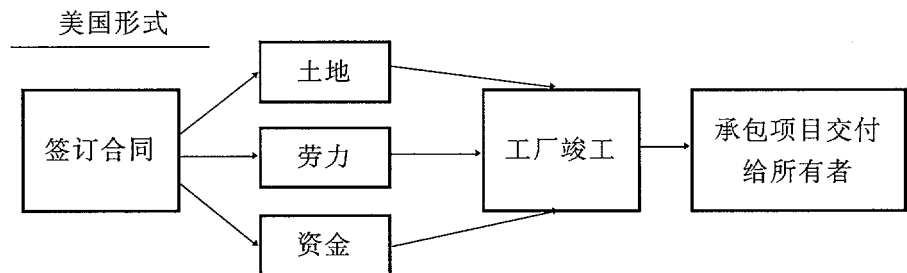 美国形式
签订合同
土地
劳力
资金
工厂竣工
承包项目交付
给所有者